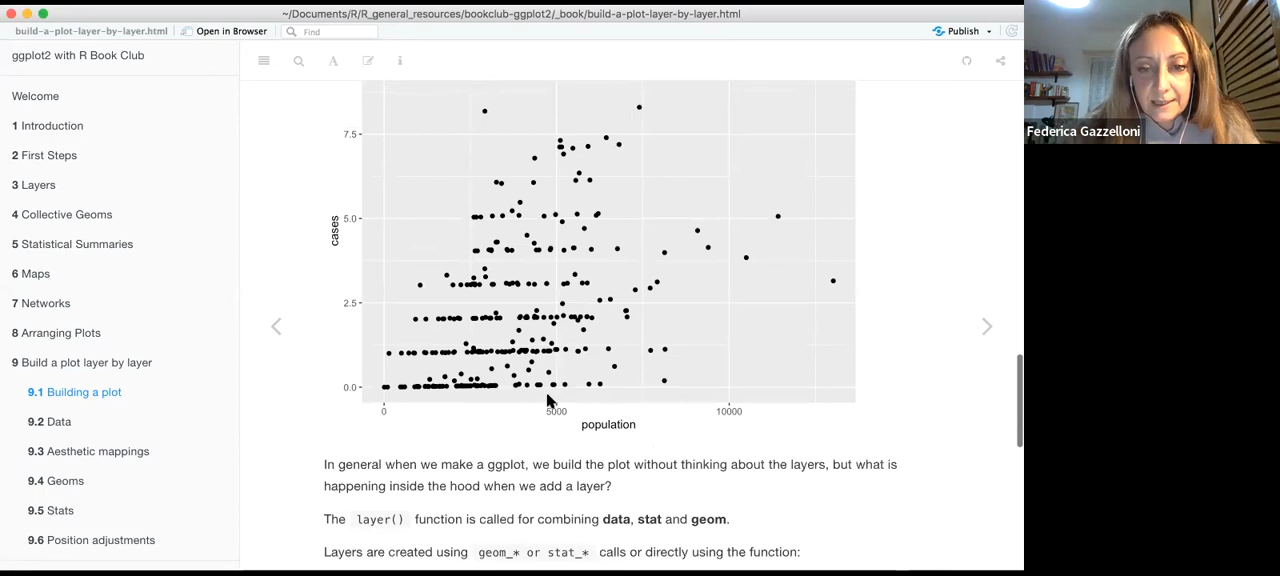 ~/Documents/R/R_general_resources/bookclub-ggplot2/_book/build-a-plot-layer-by-layer.html
build-a-plot-layer-by-layer.html
Open in Browser
Find
Publish
ggplot2 with R Book Club
Welcome
1 Introduction
2 First Steps
3 Layers
4 Collective Geoms
5 Statistical Summaries
6 Maps
7 Networks
8 Arranging Plots
9 Build a plot layer by layer
9.1 Building a plot
9.2 Data
9.3 Aesthetic mappings
9.4 Geoms
9.5 Stats
9.6 Position adjustments
A
i
7.5
5.0
2.5
0.0
cases
0
5000
10000
population
In general when we make a ggplot, we build the plot without thinking about the layers, but what is
happening inside the hood when we add a layer?
The layer() function is called for combining data, stat and geom.
Layers are created using geom_* or stat_* calls or directly using the function:
Federica Gazzelloni